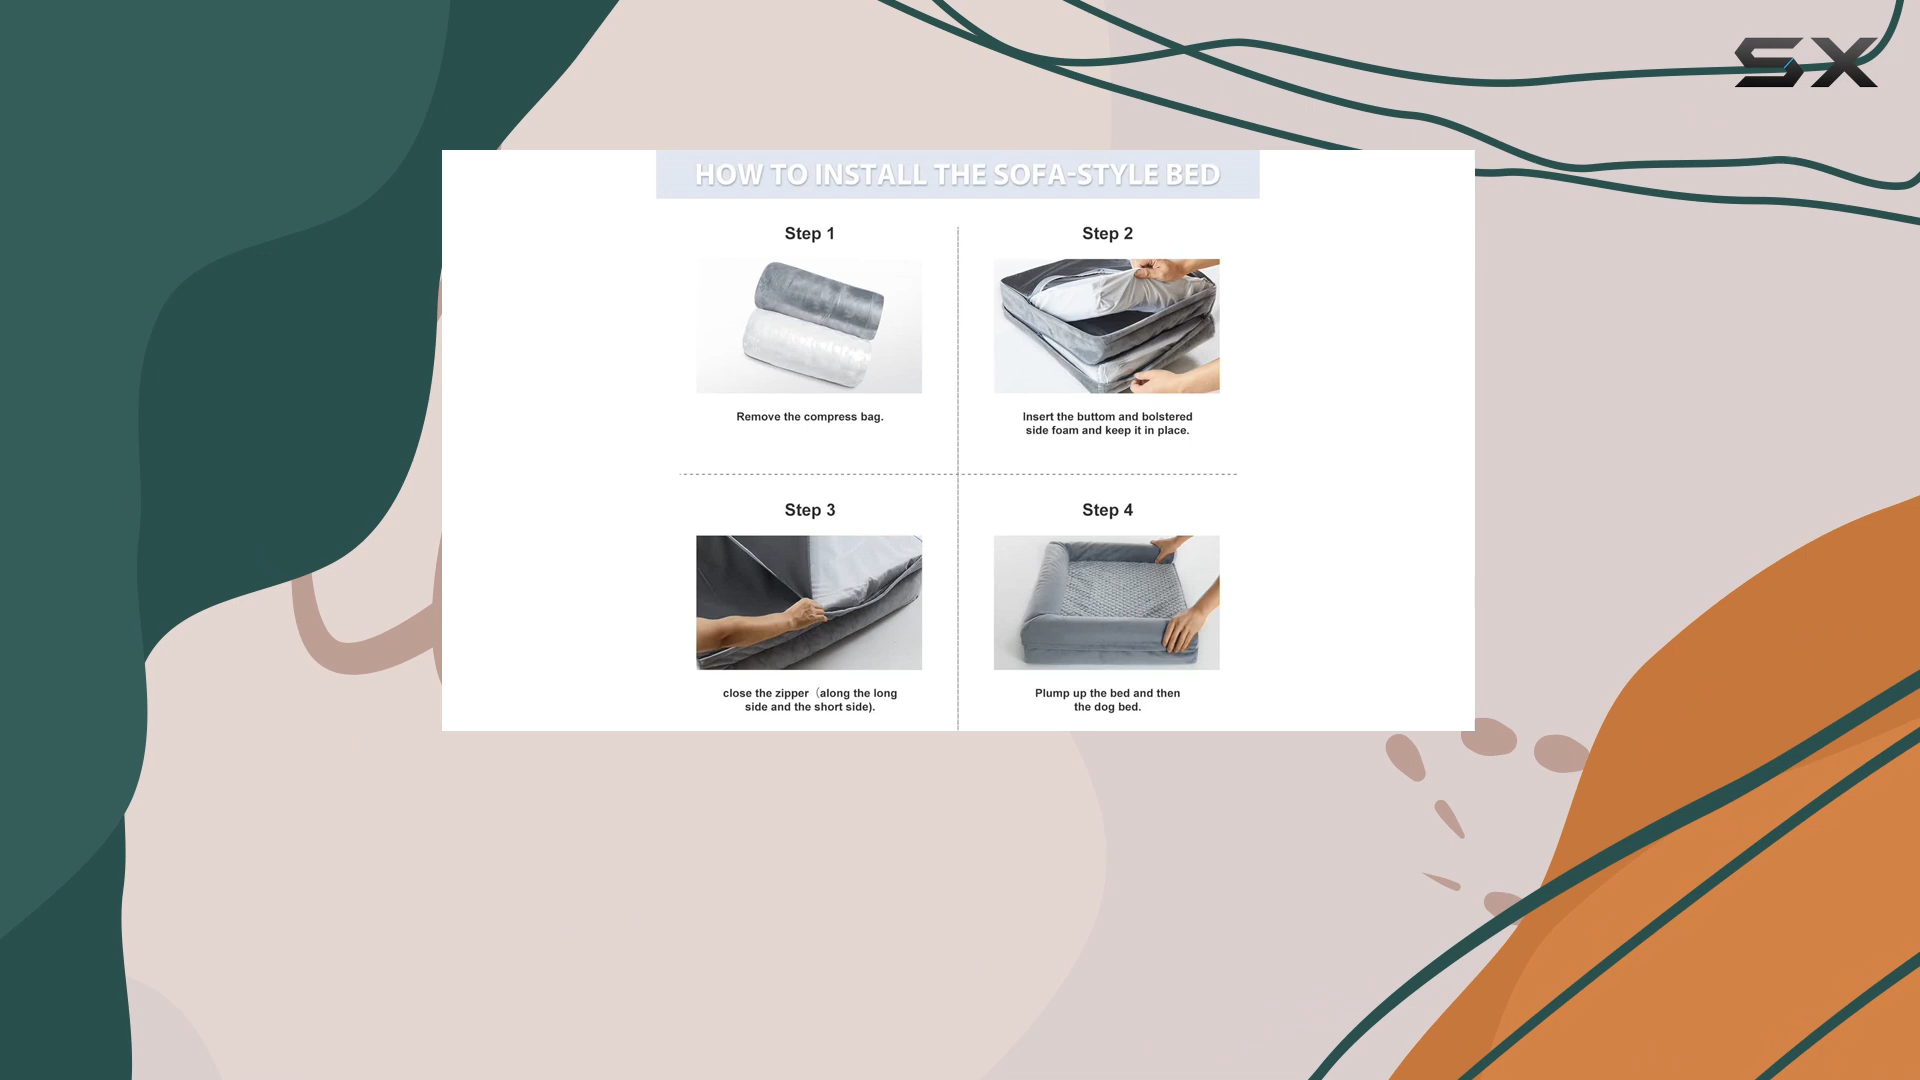 SX
HOW TO INSTALL THE SOFA-STYLE BED
Step 1
Remove the compress bag.
Step 2
Insert the buttom and bolstered
side foam and keep it in place.
Step 3
close the zipper（along the long
side and the short side).
Step 4
Plump up the bed and then
the dog bed.